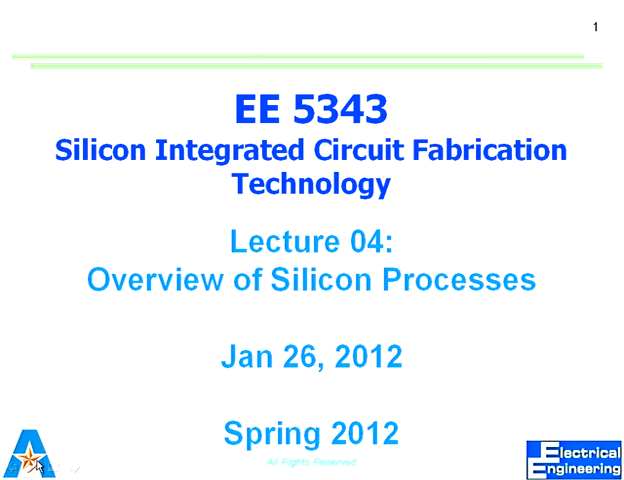 1
EE 5343
Silicon Integrated Circuit Fabrication
Technology
Lecture 04:
Overview of Silicon Processes
Jan 26, 2012
Spring 2012
All Rights Reserved
A
Electrical
Engineering